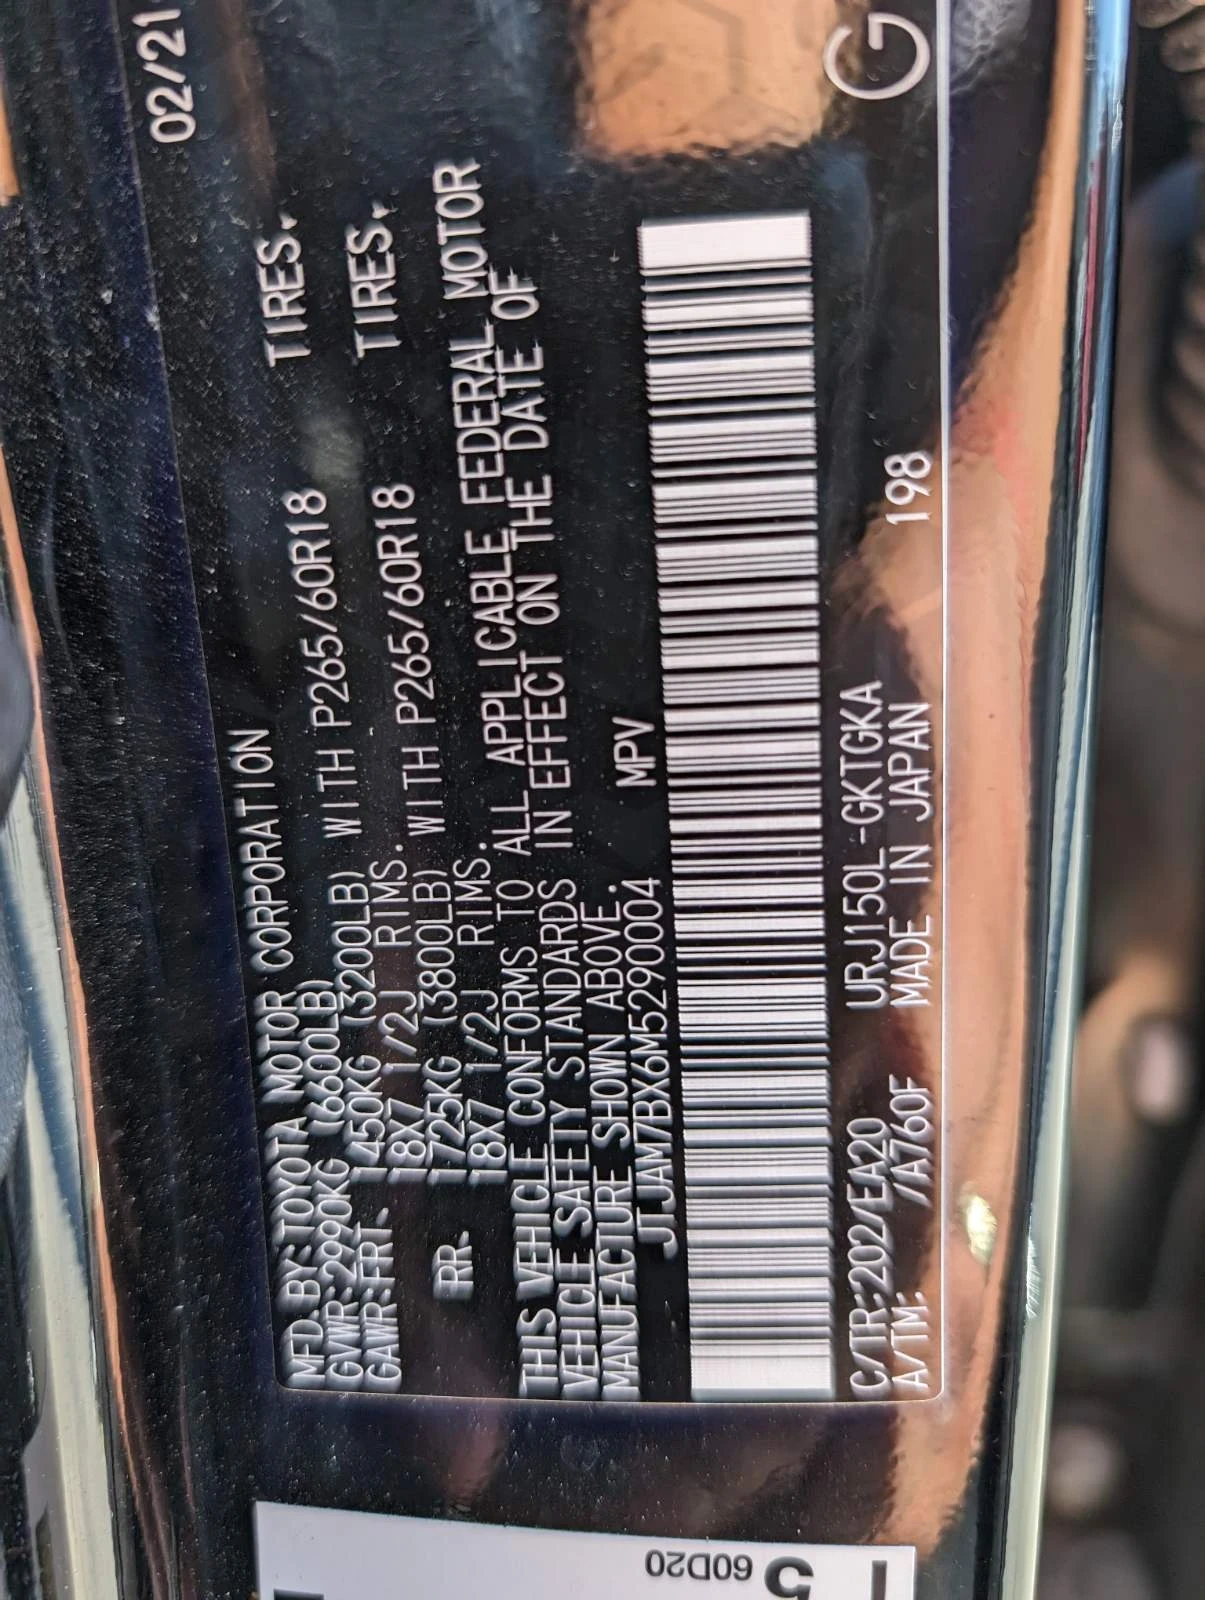 MFD.BY:TOYOTA MOTOR CORPORATION 02/21
GVWR:2990KG (6600LB)
GAWR:FRT. 1450KG (3200LB) WITH P265/60R18 TIRES.
18X7 1/2J RIMS.
RR. 1725KG (3800LB) WITH P265/60R18 TIRES.
18X7 1/2J RIMS.
THIS VEHICLE CONFORMS TO ALL APPLICABLE FEDERAL MOTOR
VEHICLE SAFETY STANDARDS IN EFFECT ON THE DATE OF
MANUFACTURE SHOWN ABOVE.
JTJAM7BX6M5290004 MPV
C/TR:202/EA20 URJ150L-GKTGKA 198
A/TM: /A760F MADE IN JAPAN
G
60D20
5